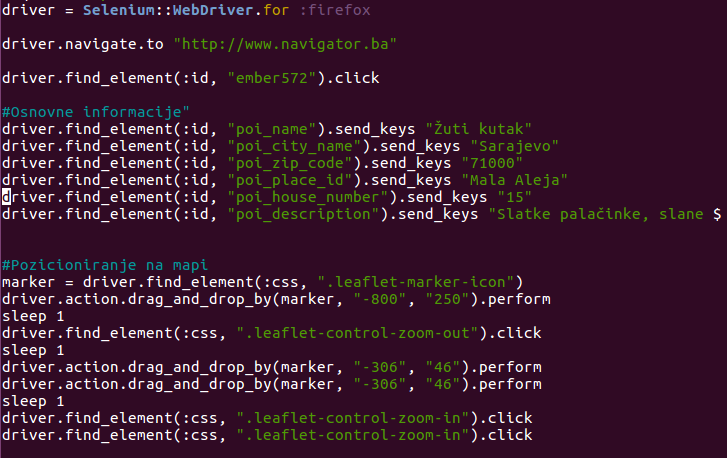 driver = Selenium::WebDriver.for :firefox
driver.navigate.to "http://www.navigator.ba"
driver.find_element(:id, "ember572").click
#Osnovne informacije"
driver.find_element(:id, "poi_name").send_keys "Žuti kutak"
driver.find_element(:id, "poi_city_name").send_keys "Sarajevo"
driver.find_element(:id, "poi_zip_code").send_keys "71000"
driver.find_element(:id, "poi_place_id").send_keys "Mala Aleja"
driver.find_element(:id, "poi_house_number").send_keys "15"
driver.find_element(:id, "poi_description").send_keys "Slatke palačinke, slane $
#Pozicioniranje na mapi
marker = driver.find_element(:css, ".leaflet-marker-icon")
driver.action.drag_and_drop_by(marker, "-800", "250").perform
sleep 1
driver.find_element(:css, ".leaflet-control-zoom-out").click
sleep 1
driver.action.drag_and_drop_by(marker, "-306", "46").perform
driver.action.drag_and_drop_by(marker, "-306", "46").perform
sleep 1
driver.find_element(:css, ".leaflet-control-zoom-in").click
driver.find_element(:css, ".leaflet-control-zoom-in").click